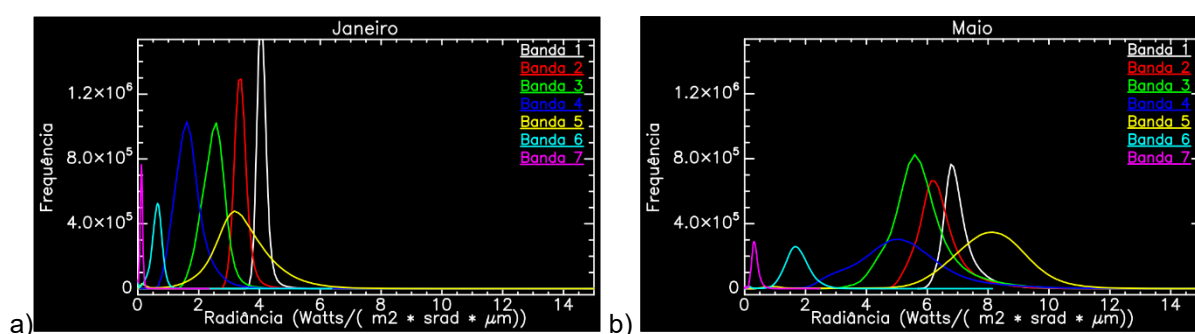 a)
Janeiro
Banda 1
Banda 2
Banda 3
Banda 4
Banda 5
Banda 6
Banda 7
Frequência
1.2×10⁶
8.0×10⁵
4.0×10⁵
0
0 2 4 6 8 10 12 14
Radiância (Watts/( m2 * srad * μm))
b)
Maio
Banda 1
Banda 2
Banda 3
Banda 4
Banda 5
Banda 6
Banda 7
Frequência
1.2×10⁶
8.0×10⁵
4.0×10⁵
0
0 2 4 6 8 10 12 14
Radiância (Watts/( m2 * srad * μm))